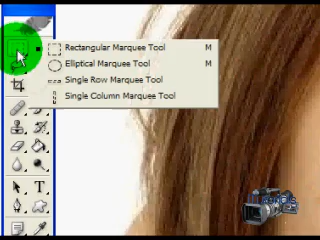 Rectangular Marquee Tool M
Elliptical Marquee Tool M
Single Row Marquee Tool
Single Column Marquee Tool
T